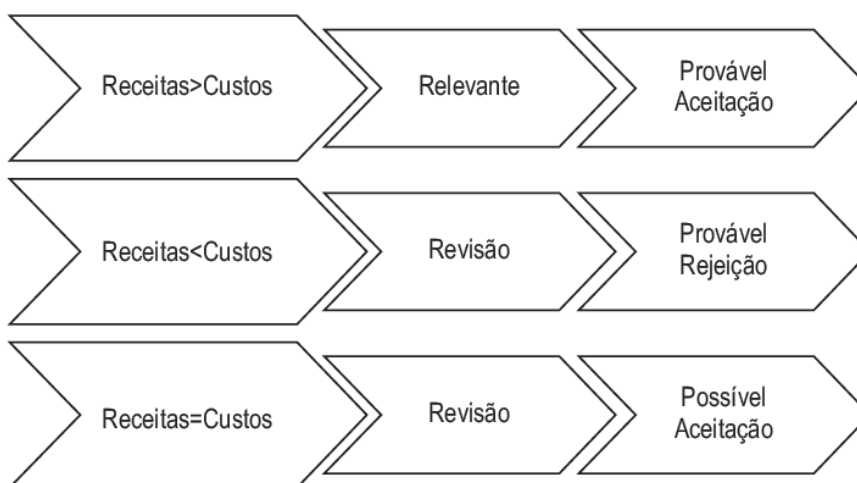 Receitas>Custos
Relevante
Provável
Aceitação
Receitas<Custos
Revisão
Provável
Rejeição
Receitas=Custos
Revisão
Possível
Aceitação